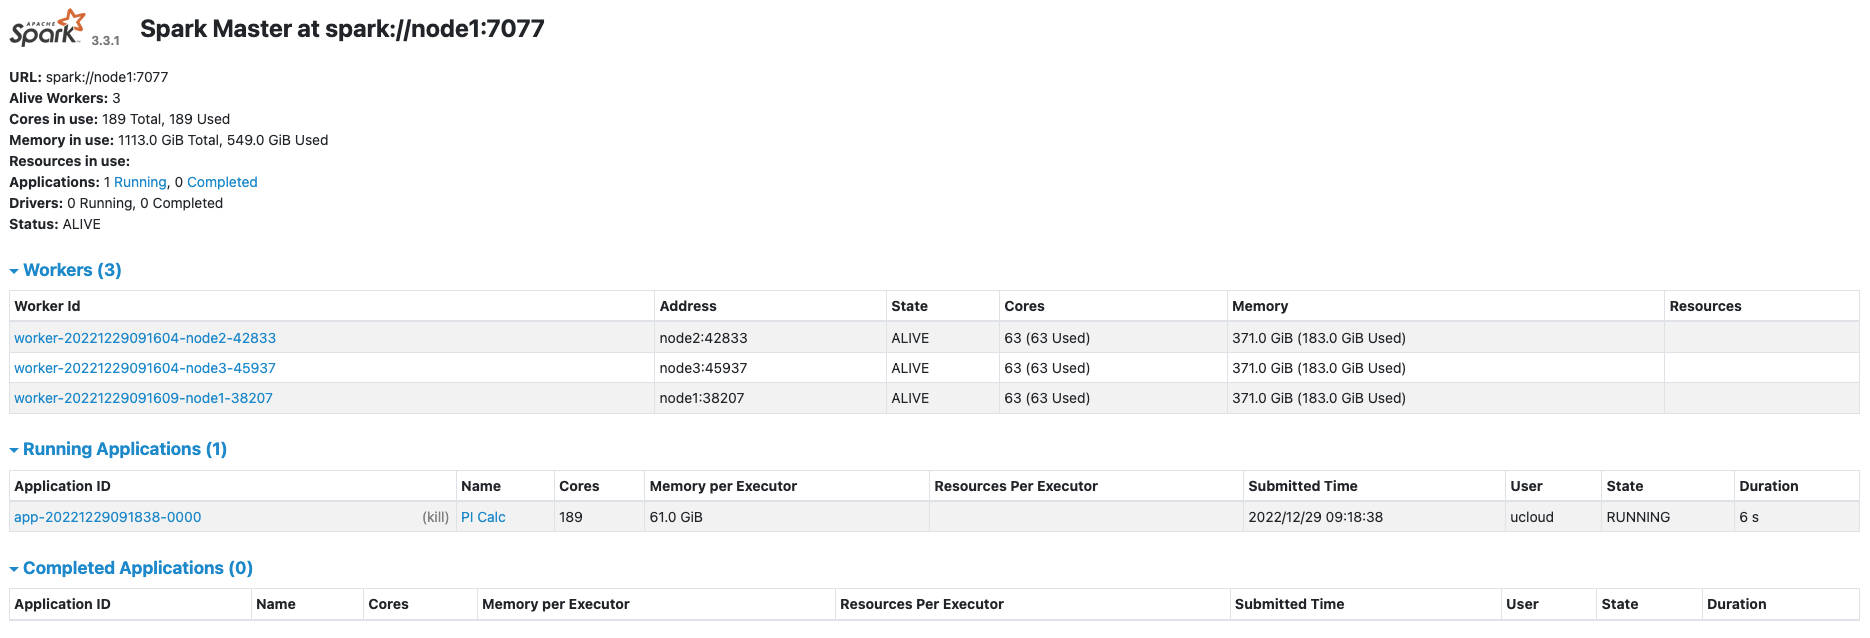 APACHE
Spark 3.3.1 Spark Master at spark://node1:7077
URL: spark://node1:7077
Alive Workers: 3
Cores in use: 189 Total, 189 Used
Memory in use: 1113.0 GiB Total, 549.0 GiB Used
Resources in use:
Applications: 1 Running, 0 Completed
Drivers: 0 Running, 0 Completed
Status: ALIVE
Workers (3)
Worker Id Address State Cores Memory Resources
worker-20221229091604-node2-42833 node2:42833 ALIVE 63 (63 Used) 371.0 GiB (183.0 GiB Used)
worker-20221229091604-node3-45937 node3:45937 ALIVE 63 (63 Used) 371.0 GiB (183.0 GiB Used)
worker-20221229091609-node1-38207 node1:38207 ALIVE 63 (63 Used) 371.0 GiB (183.0 GiB Used)
Running Applications (1)
Application ID Name Cores Memory per Executor Resources Per Executor Submitted Time User State Duration
app-20221229091838-0000 (kill) PI Calc 189 61.0 GiB 2022/12/29 09:18:38 ucloud RUNNING 6 s
Completed Applications (0)
Application ID Name Cores Memory per Executor Resources Per Executor Submitted Time User State Duration